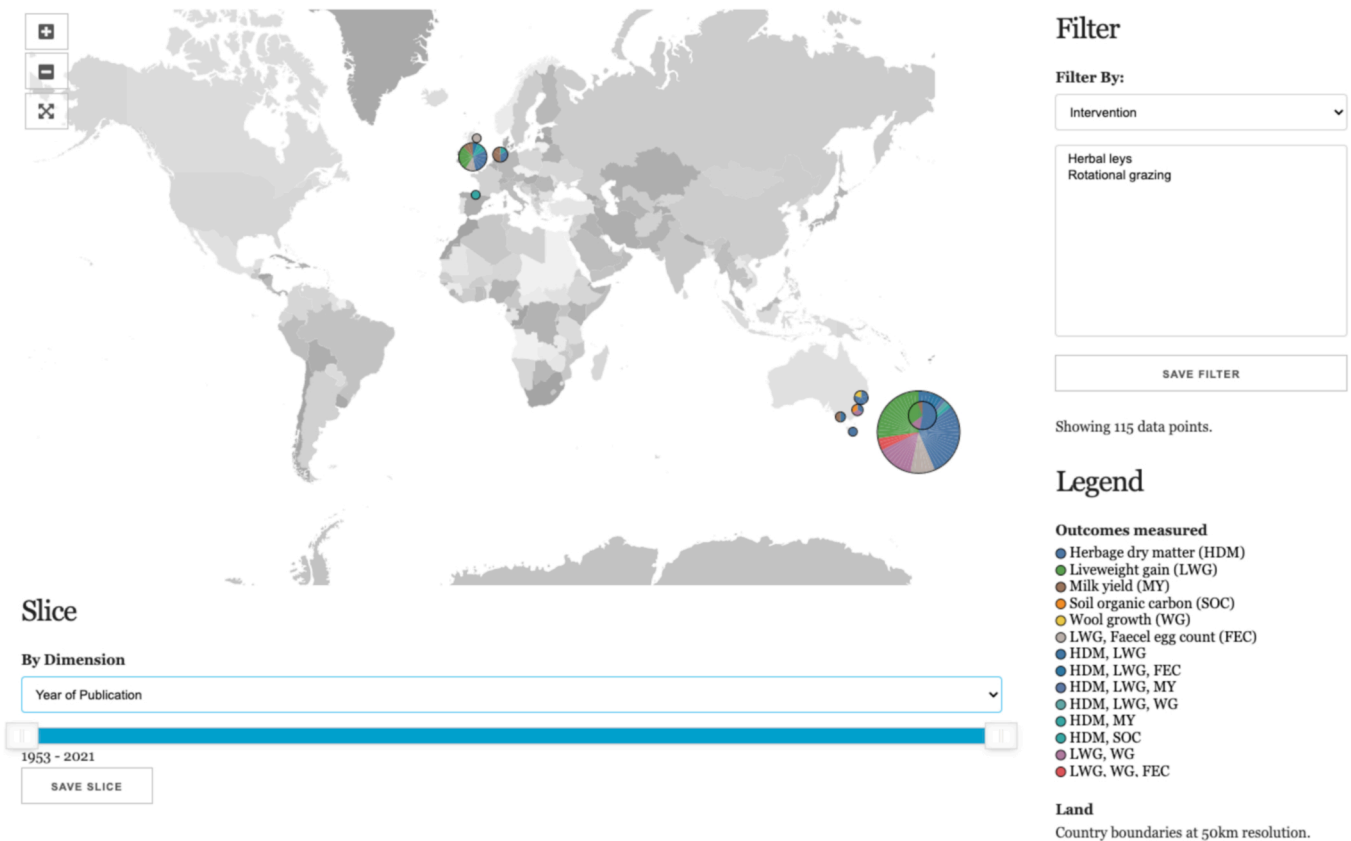 Filter
Filter By:
Intervention
Herbal leys
Rotational grazing
SAVE FILTER
Showing 115 data points.
Legend
Outcomes measured
Herbage dry matter (HDM)
Liveweight gain (LWG)
Milk yield (MY)
Soil organic carbon (SOC)
Wool growth (WG)
LWG, Faecel egg count (FEC)
HDM, LWG
HDM, LWG, FEC
HDM, LWG, MY
HDM, LWG, WG
HDM, MY
HDM, SOC
LWG, WG
LWG, WG, FEC
Land
Country boundaries at 50km resolution.
Slice
By Dimension
Year of Publication
1953 - 2021
SAVE SLICE